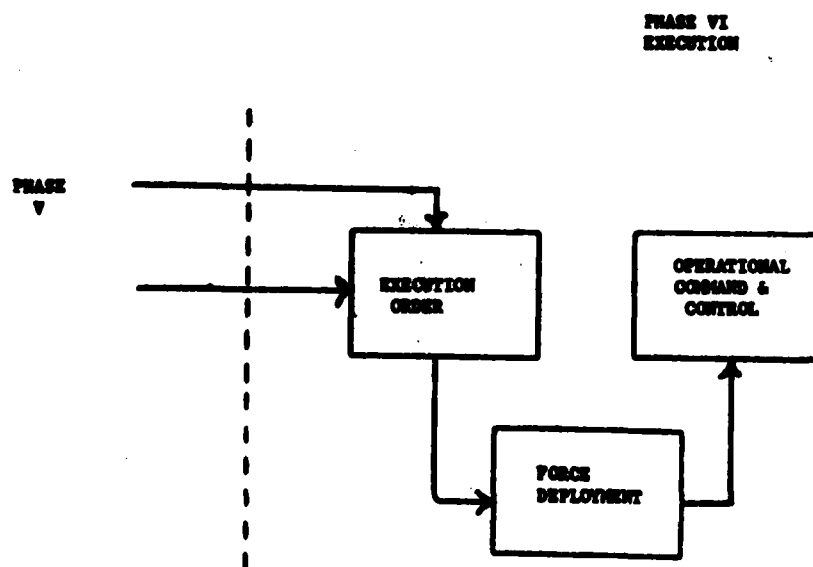 PHASE VI
EXECUTION
PHASE
V
EXECUTION
ORDER
OPERATIONAL
COMMAND &
CONTROL
FORCE
DEPLOYMENT